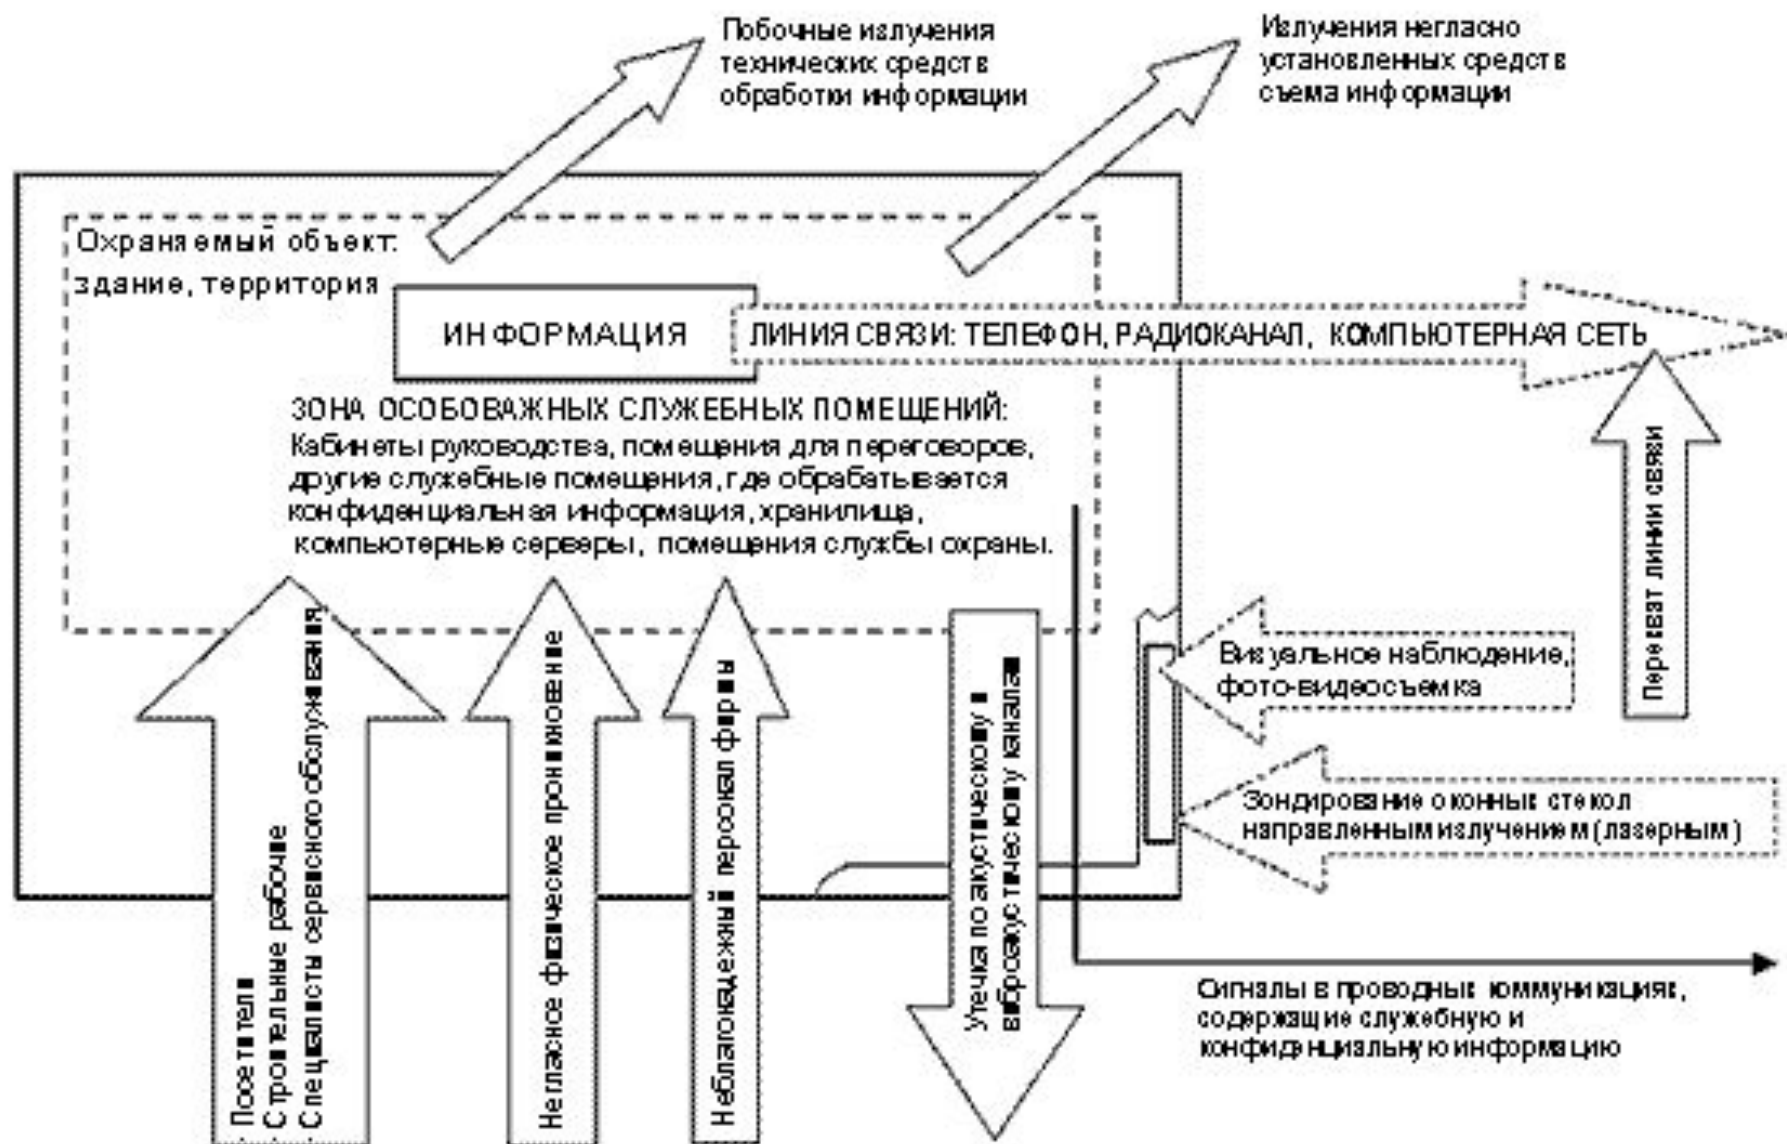 Побочные излучения
технических средств
обработки информации
Излучения негласно
установленных средств
съема информации
Охраняемый объект:
здание, территория
ИНФОРМАЦИЯ
ЛИНИЯ СВЯЗИ: ТЕЛЕФОН, РАДИОКАНАЛ, КОМПЬЮТЕРНАЯ СЕТЬ
ЗОНА ОСОБОВАЖНЫХ СЛУЖЕБНЫХ ПОМЕЩЕНИЙ:
Кабинеты руководства, помещения для переговоров,
другие служебные помещения, где обрабатывается
конфиденциальная информация, хранилища,
компьютерные серверы, помещения службы охраны.
Перехват линии связи
Визуальное наблюдение,
фото-видеосъемка
Зондирование оконных стекол
направленным излучением (лазерным)
Посетители
Строительные рабочие
Специалисты сервисного обслуживания
Негласное физическое проникновение
Неблагонадежный персонал фирмы
Утечка по акустическому и
виброакустическому каналам
Сигналы в проводных коммуникациях,
содержащие служебную и
конфиденциальную информацию